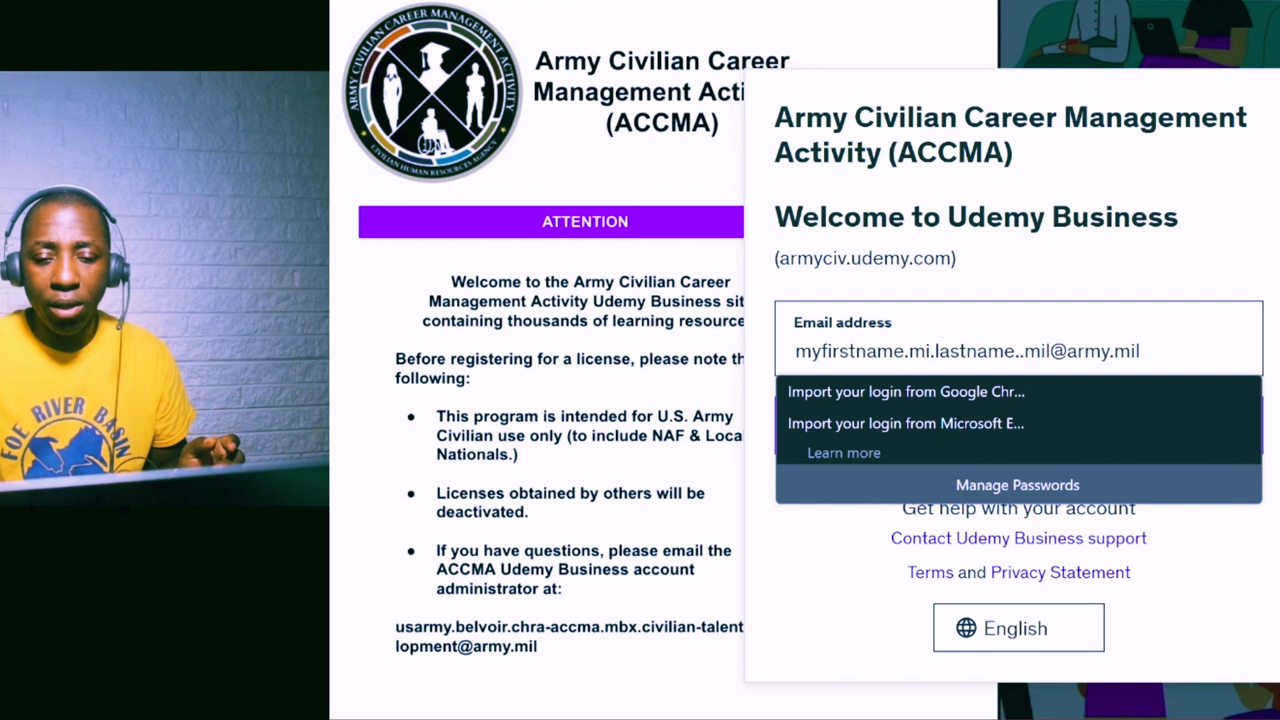 ARMY CIVILIAN CAREER MANAGEMENT ACTIVITY
CIVILIAN HUMAN RESOURCES AGENCY
Army Civilian Career
Management Acti
(ACCMA)
ATTENTION
Welcome to the Army Civilian Career
Management Activity Udemy Business sit
containing thousands of learning resource
Before registering for a license, please note th
following:
• This program is intended for U.S. Army
Civilian use only (to include NAF & Loca
Nationals.)
• Licenses obtained by others will be
deactivated.
• If you have questions, please email the
ACCMA Udemy Business account
administrator at:
usarmy.belvoir.chra-accma.mbx.civilian-talent
lopment@army.mil
Army Civilian Career Management
Activity (ACCMA)
Welcome to Udemy Business
(armyciv.udemy.com)
Email address
myfirstname.mi.lastname..mil@army.mil
Import your login from Google Chr...
Import your login from Microsoft E...
Learn more
Manage Passwords
Get help with your account
Contact Udemy Business support
Terms and Privacy Statement
English
FOE RIVER BASIN